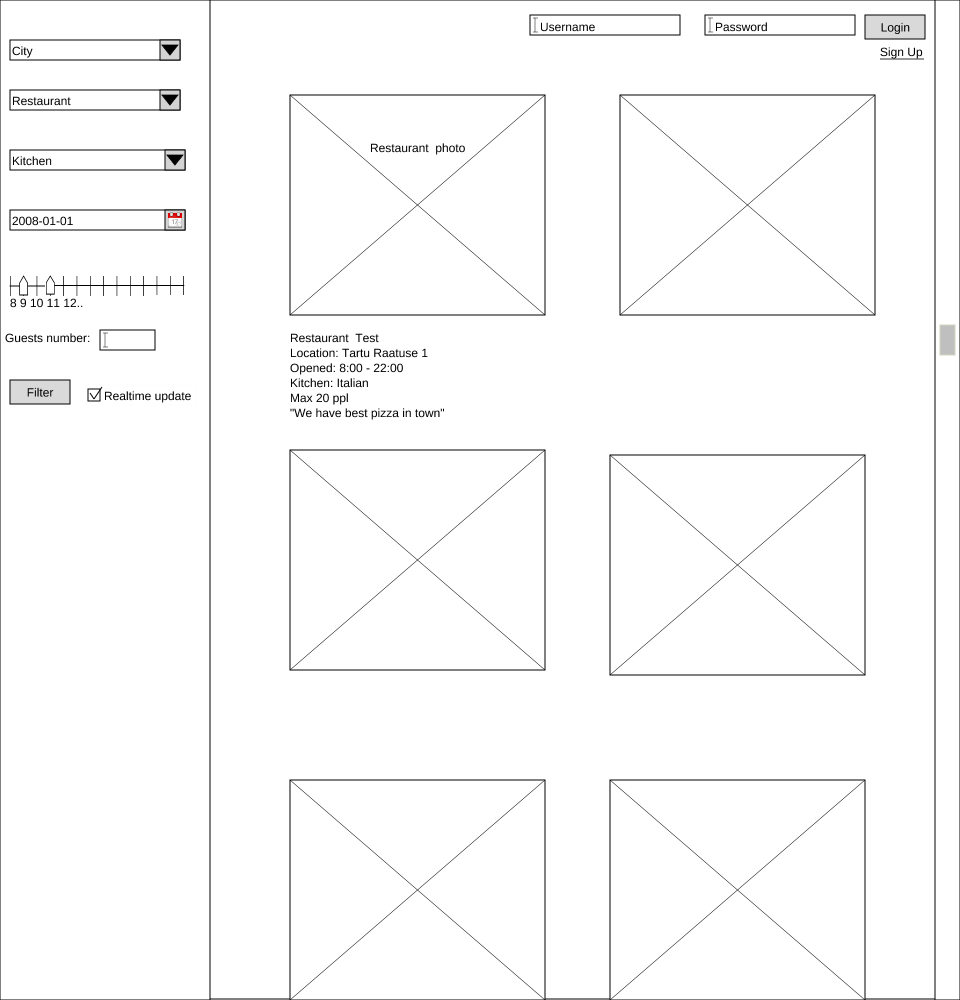 Username
Password
Login
Sign Up
City
Restaurant
Kitchen
2008-01-01
8 9 10 11 12..
Guests number:
Filter
Realtime update
Restaurant photo
Restaurant Test
Location: Tartu Raatuse 1
Opened: 8:00 - 22:00
Kitchen: Italian
Max 20 ppl
"We have best pizza in town"